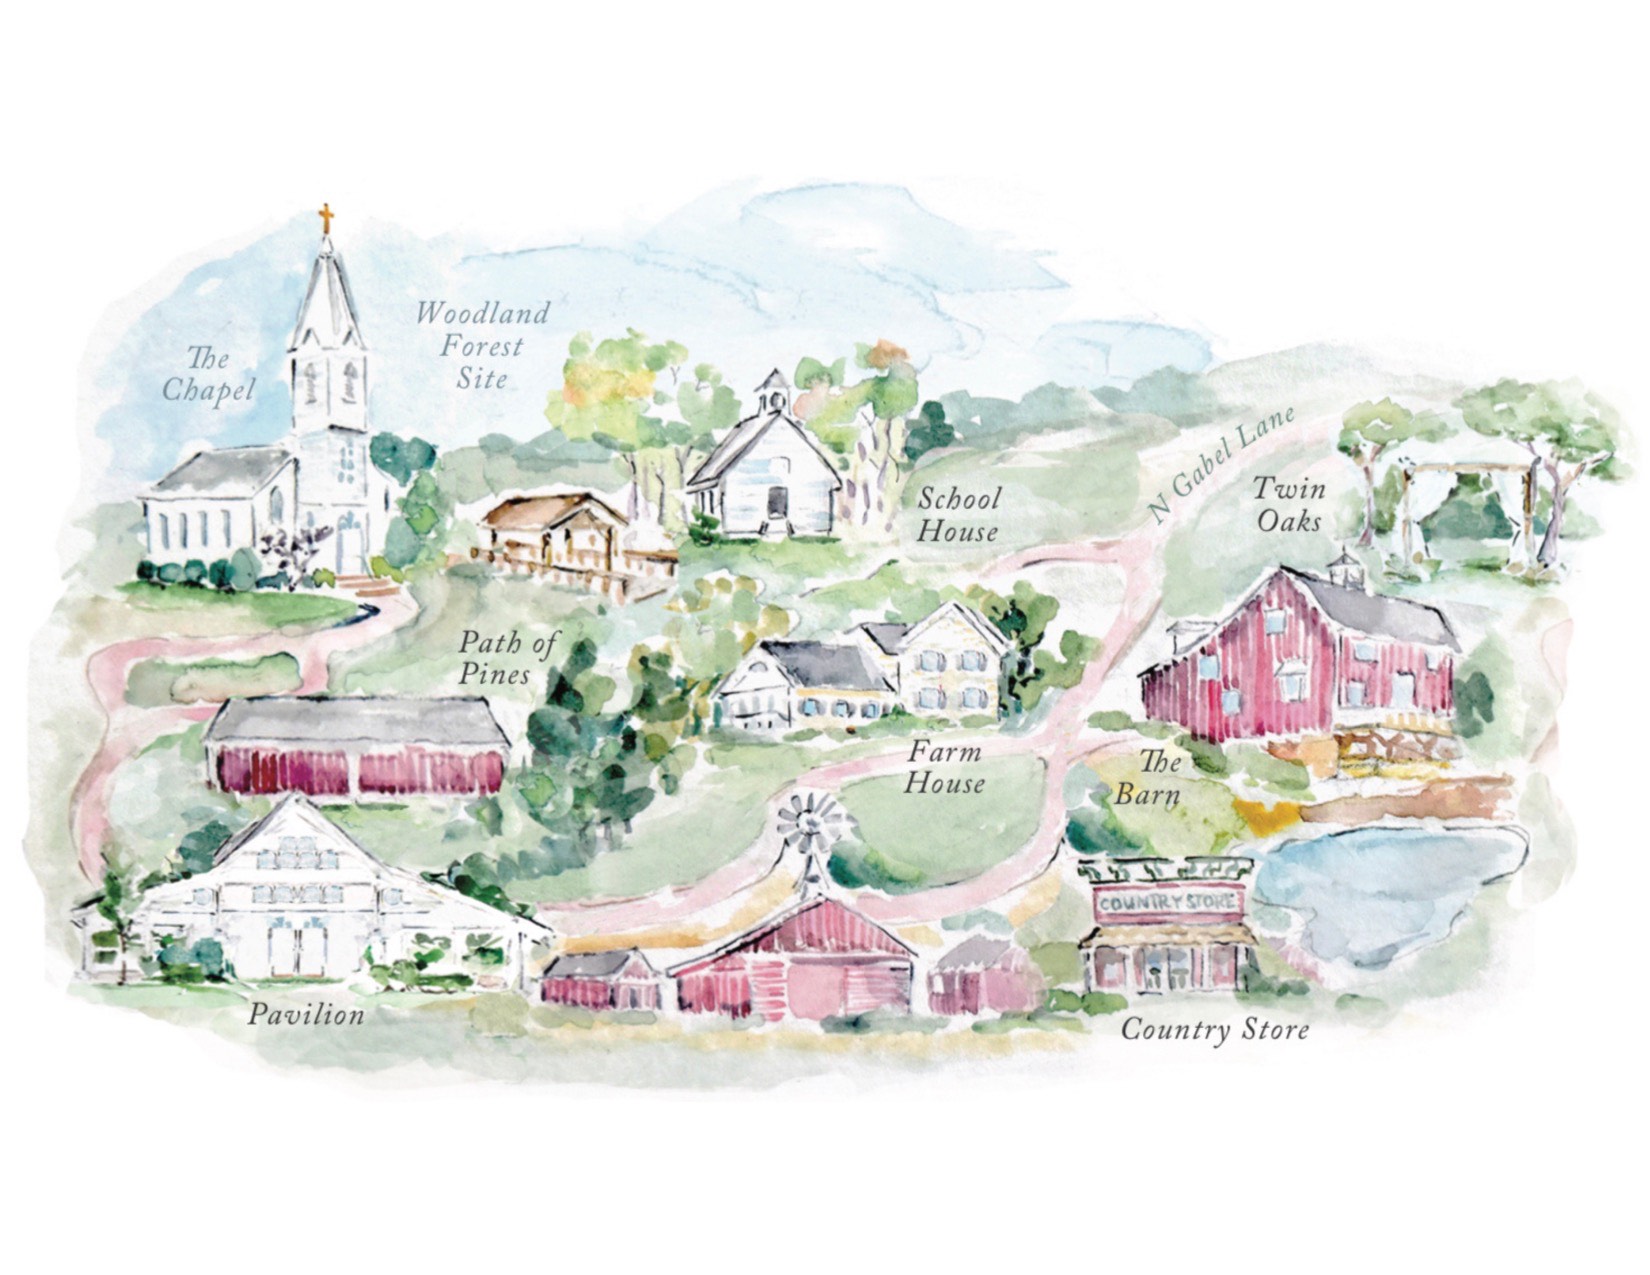 The
Chapel
Woodland
Forest
Site
School
House
N Gabel Lane
Twin
Oaks
Path of
Pines
Farm
House
The
Barn
COUNTRY STORE
Pavilion
Country Store